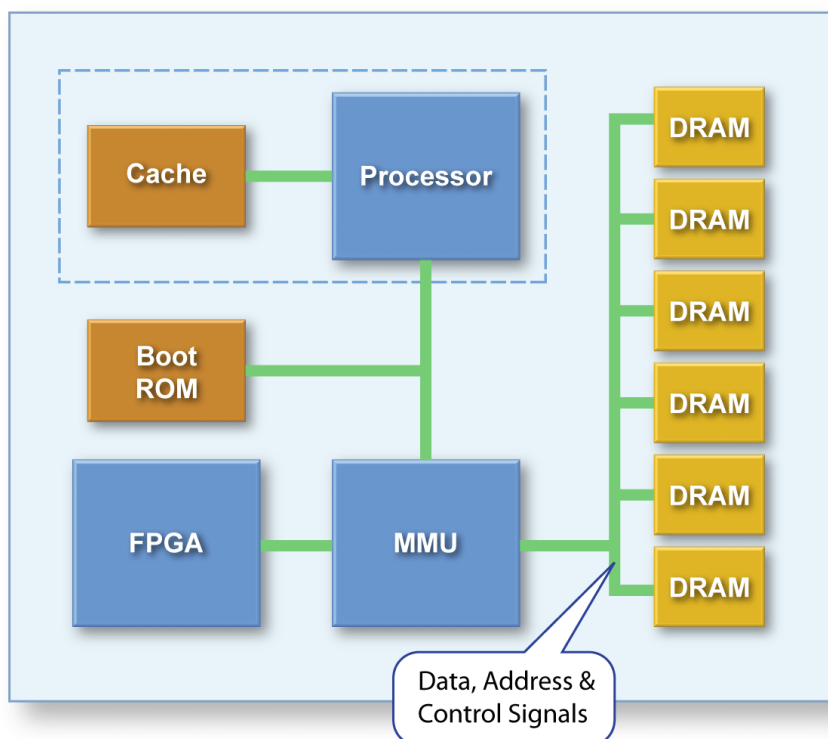 Cache
Processor
Boot
ROM
FPGA
MMU
DRAM
DRAM
DRAM
DRAM
DRAM
DRAM
Data, Address &
Control Signals